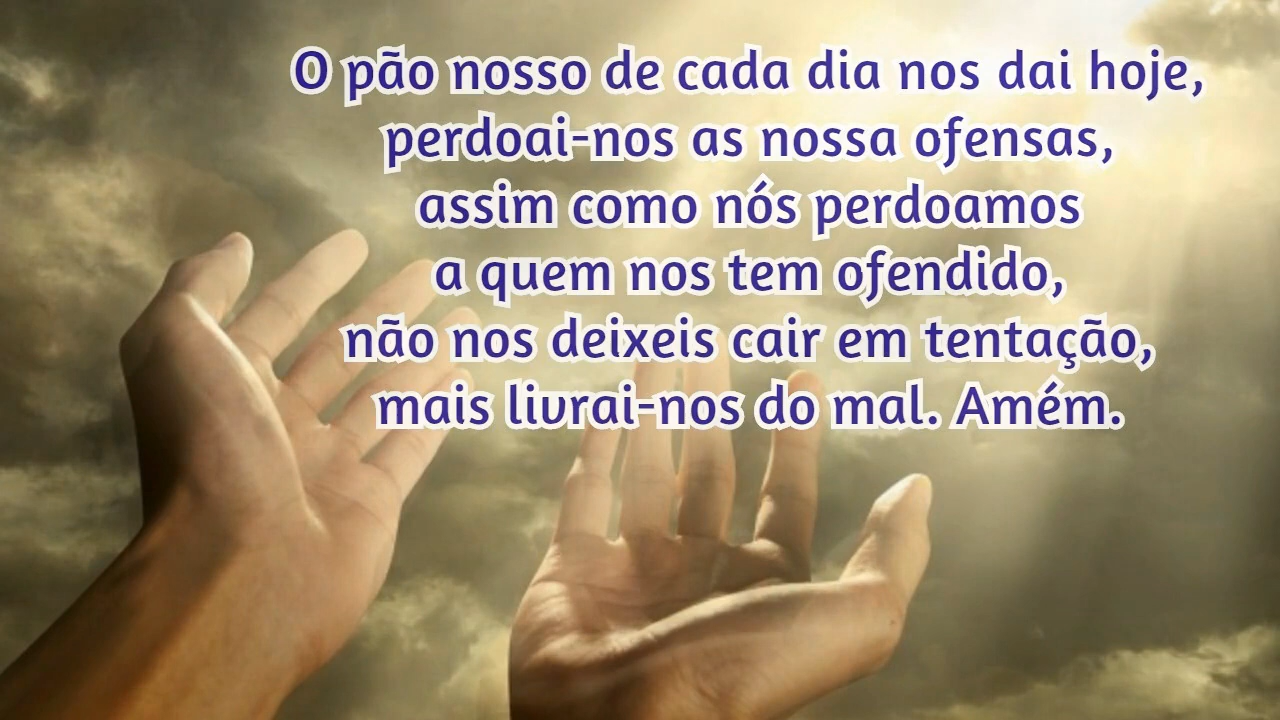 O pão nosso de cada dia nos dai hoje,
perdoai-nos as nossa ofensas,
assim como nós perdoamos
a quem nos tem ofendido,
não nos deixeis cair em tentação,
mais livrai-nos do mal. Amém.